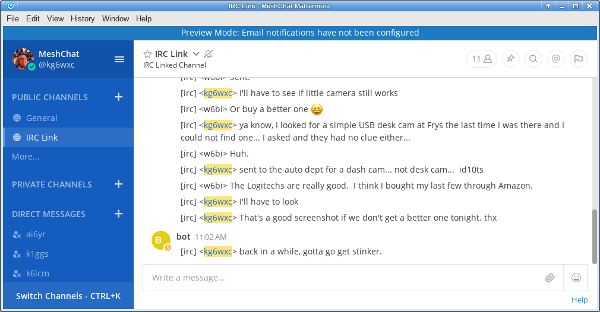 IRC Link - MeshChat Mattermost
File Edit View History Window Help
Preview Mode: Email notifications have not been configured
MeshChat
@kg6wxc
PUBLIC CHANNELS +
General
IRC Link
More...
PRIVATE CHANNELS +
DIRECT MESSAGES +
ai6yr
k1ggs
k6lcm
Switch Channels - CTRL+K
IRC Link
IRC Linked Channel
11
[irc] <w6bi> Sent.
[irc] <kg6wxc> I'll have to see if little camera still works
[irc] <w6bi> Or buy a better one
[irc] <kg6wxc> ya know, I looked for a simple USB desk cam at Frys the last time I was there and I
could not find one... I asked and they had no clue either...
[irc] <w6bi> Huh.
[irc] <kg6wxc> sent to the auto dept for a dash cam... not desk cam... id10ts
[irc] <w6bi> The Logitechs are really good. I think I bought my last few through Amazon.
[irc] <kg6wxc> I'll have to look
[irc] <kg6wxc> That's a good screenshot if we don't get a better one tonight. thx
B
bot 11:02 AM
[irc] <kg6wxc> back in a while, gotta go get stinker.
Write a message...
Help